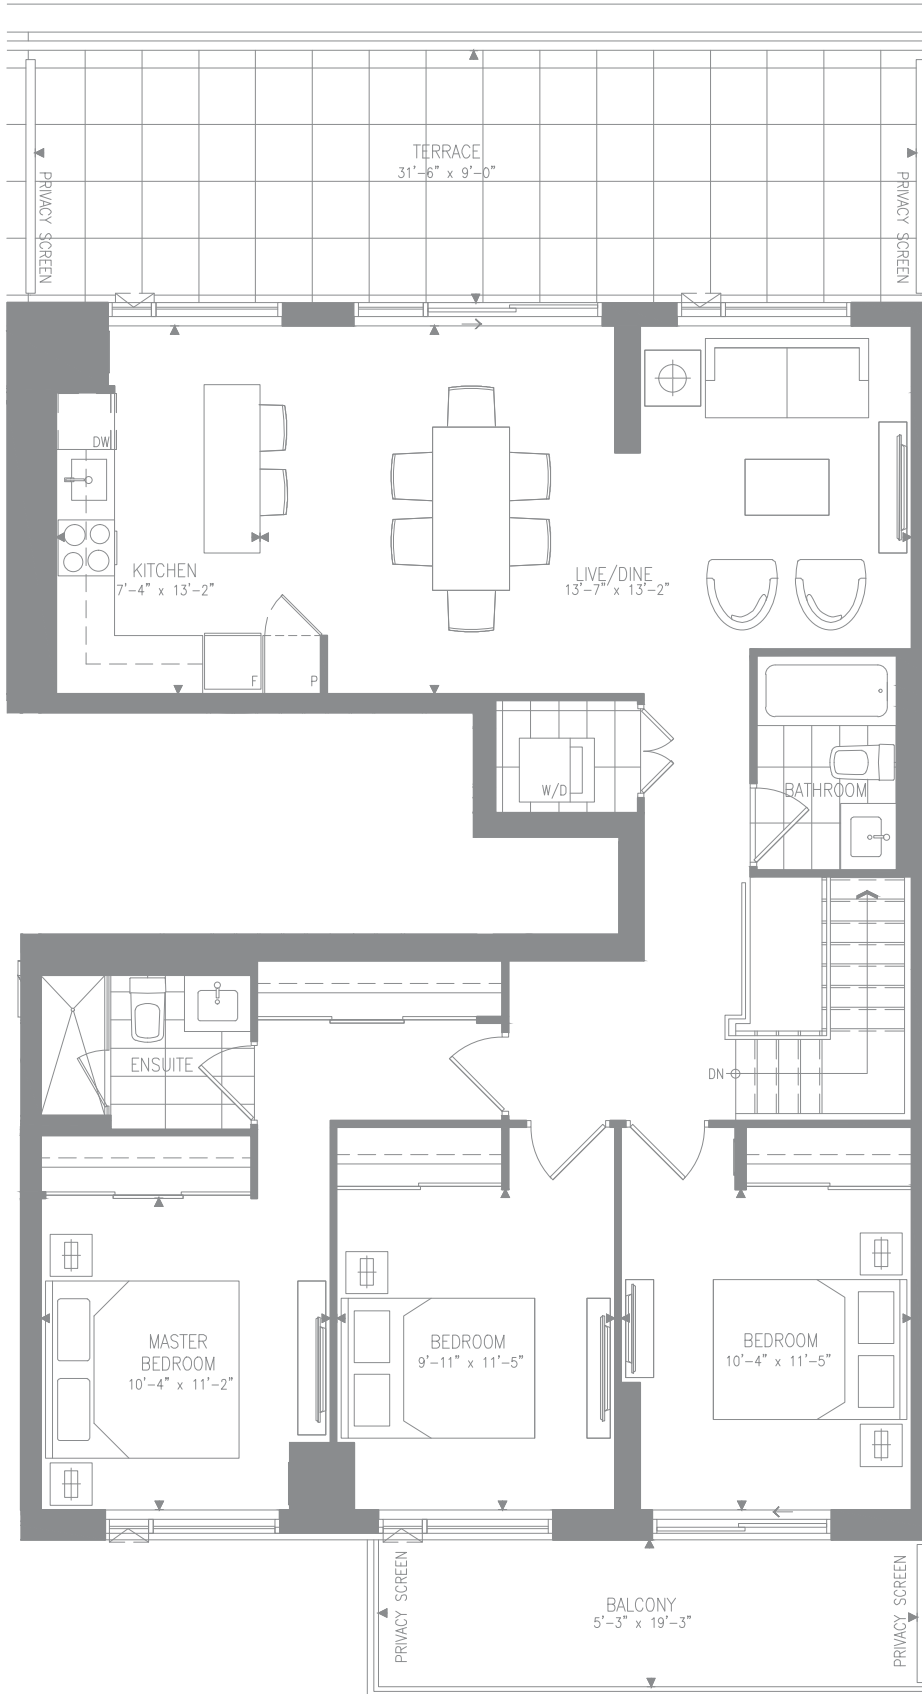 TERRACE
31'-6" x 9'-0"
PRIVACY SCREEN
PRIVACY SCREEN
DW
KITCHEN
7'-4" x 13'-2"
LIVE/DINE
13'-7" x 13'-2"
F
P
W/D
BATHROOM
ENSUITE
DN
MASTER
BEDROOM
10'-4" x 11'-2"
BEDROOM
9'-11" x 11'-5"
BEDROOM
10'-4" x 11'-5"
PRIVACY SCREEN
BALCONY
5'-3" x 19'-3"
PRIVACY SCREEN